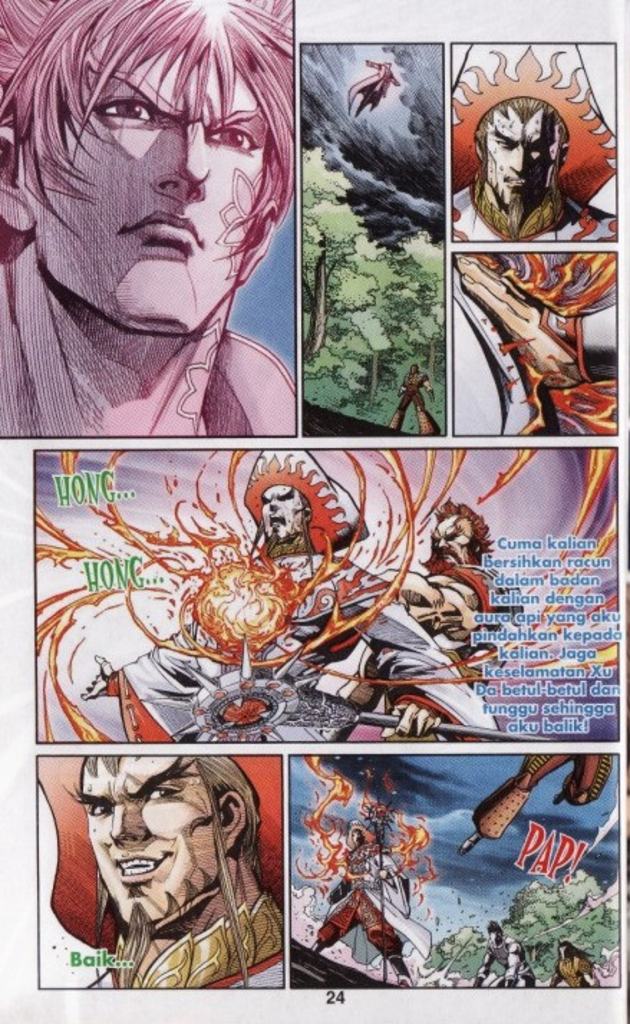 HONG...
HONG...
Cuma kalian
Bersihkan racun
dalam badan
kalian dengan
aura api yang aku
pindahkan kepada
kalian. Jaga
keselamatan Xu
Da betul-betul dan
tunggu sehingga
aku balik!
Baik...
PAP!
24